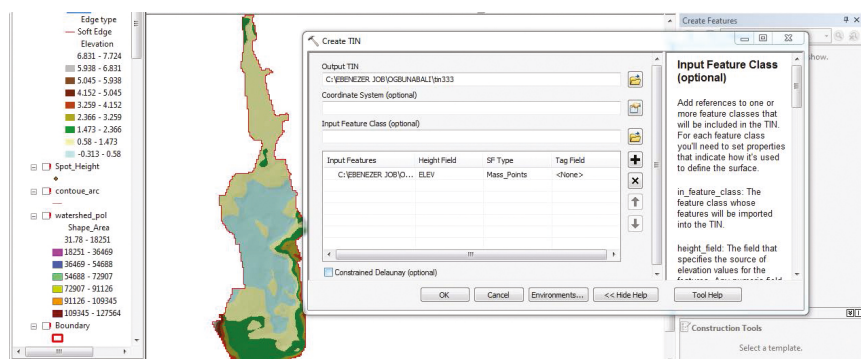 Edge type
Soft Edge
Elevation
6.831 - 7.724
5.938 - 6.831
5.045 - 5.938
4.152 - 5.045
3.259 - 4.152
2.366 - 3.259
1.473 - 2.366
0.58 - 1.473
-0.313 - 0.58
Spot_Height
contoue_arc
watershed_pol
Shape_Area
31.78 - 18251
18251 - 36469
36469 - 54688
54688 - 72907
72907 - 91126
91126 - 109345
109345 - 127564
Boundary
Create TIN
Output TIN
C:\EBENEZER JOB\OGBUNABALI\tin333
Coordinate System (optional)
Input Feature Class (optional)
Input Features Height Field SF Type Tag Field
C:\EBENEZER JOB\O... ELEV Mass_Points <None>
Constrained Delaunay (optional)
OK Cancel Environments... << Hide Help Tool Help
Input Feature Class
(optional)
Add references to one or
more feature classes that
will be included in the TIN.
For each feature class
you'll need to set properties
that indicate how it's used
to define the surface.
in_feature_class: The
feature class whose
features will be imported
into the TIN.
height_field: The field that
specifies the source of
elevation values for the
Create Features
show.
Construction Tools
Select a template.